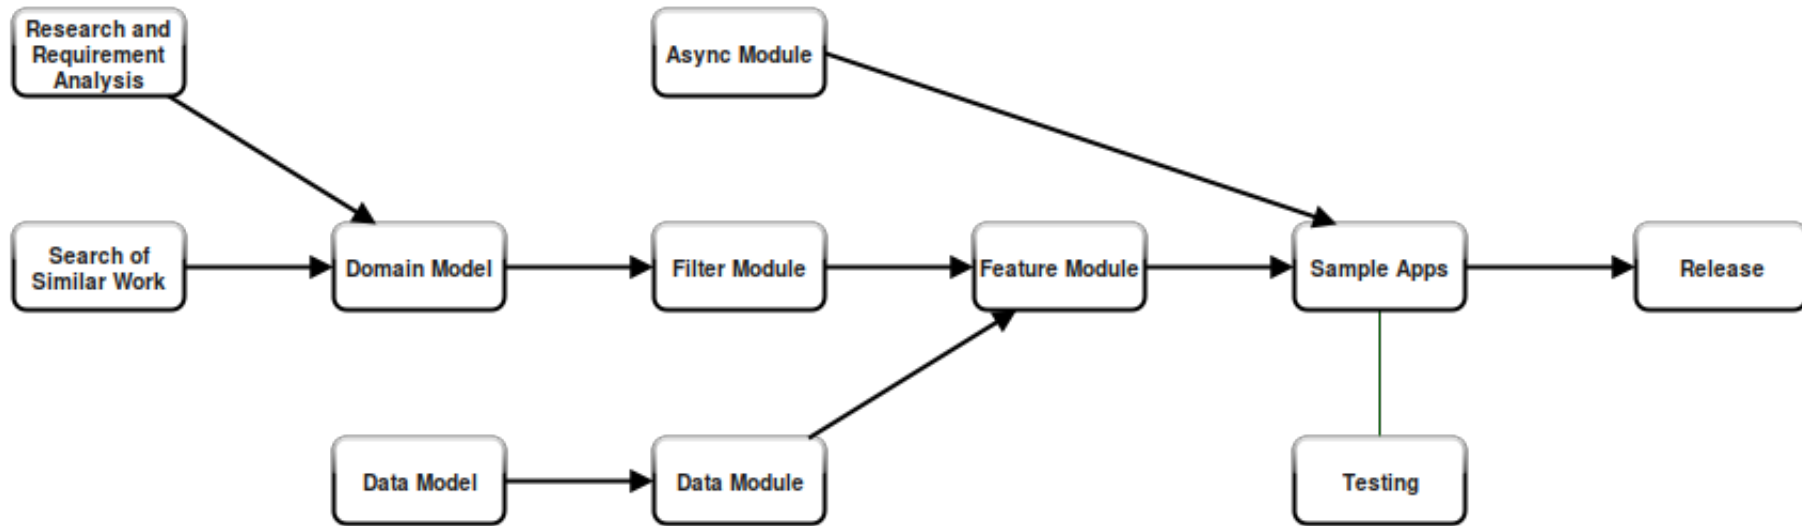 Research and
Requirement
Analysis
Async Module
Search of
Similar Work
Domain Model
Filter Module
Feature Module
Sample Apps
Release
Data Model
Data Module
Testing